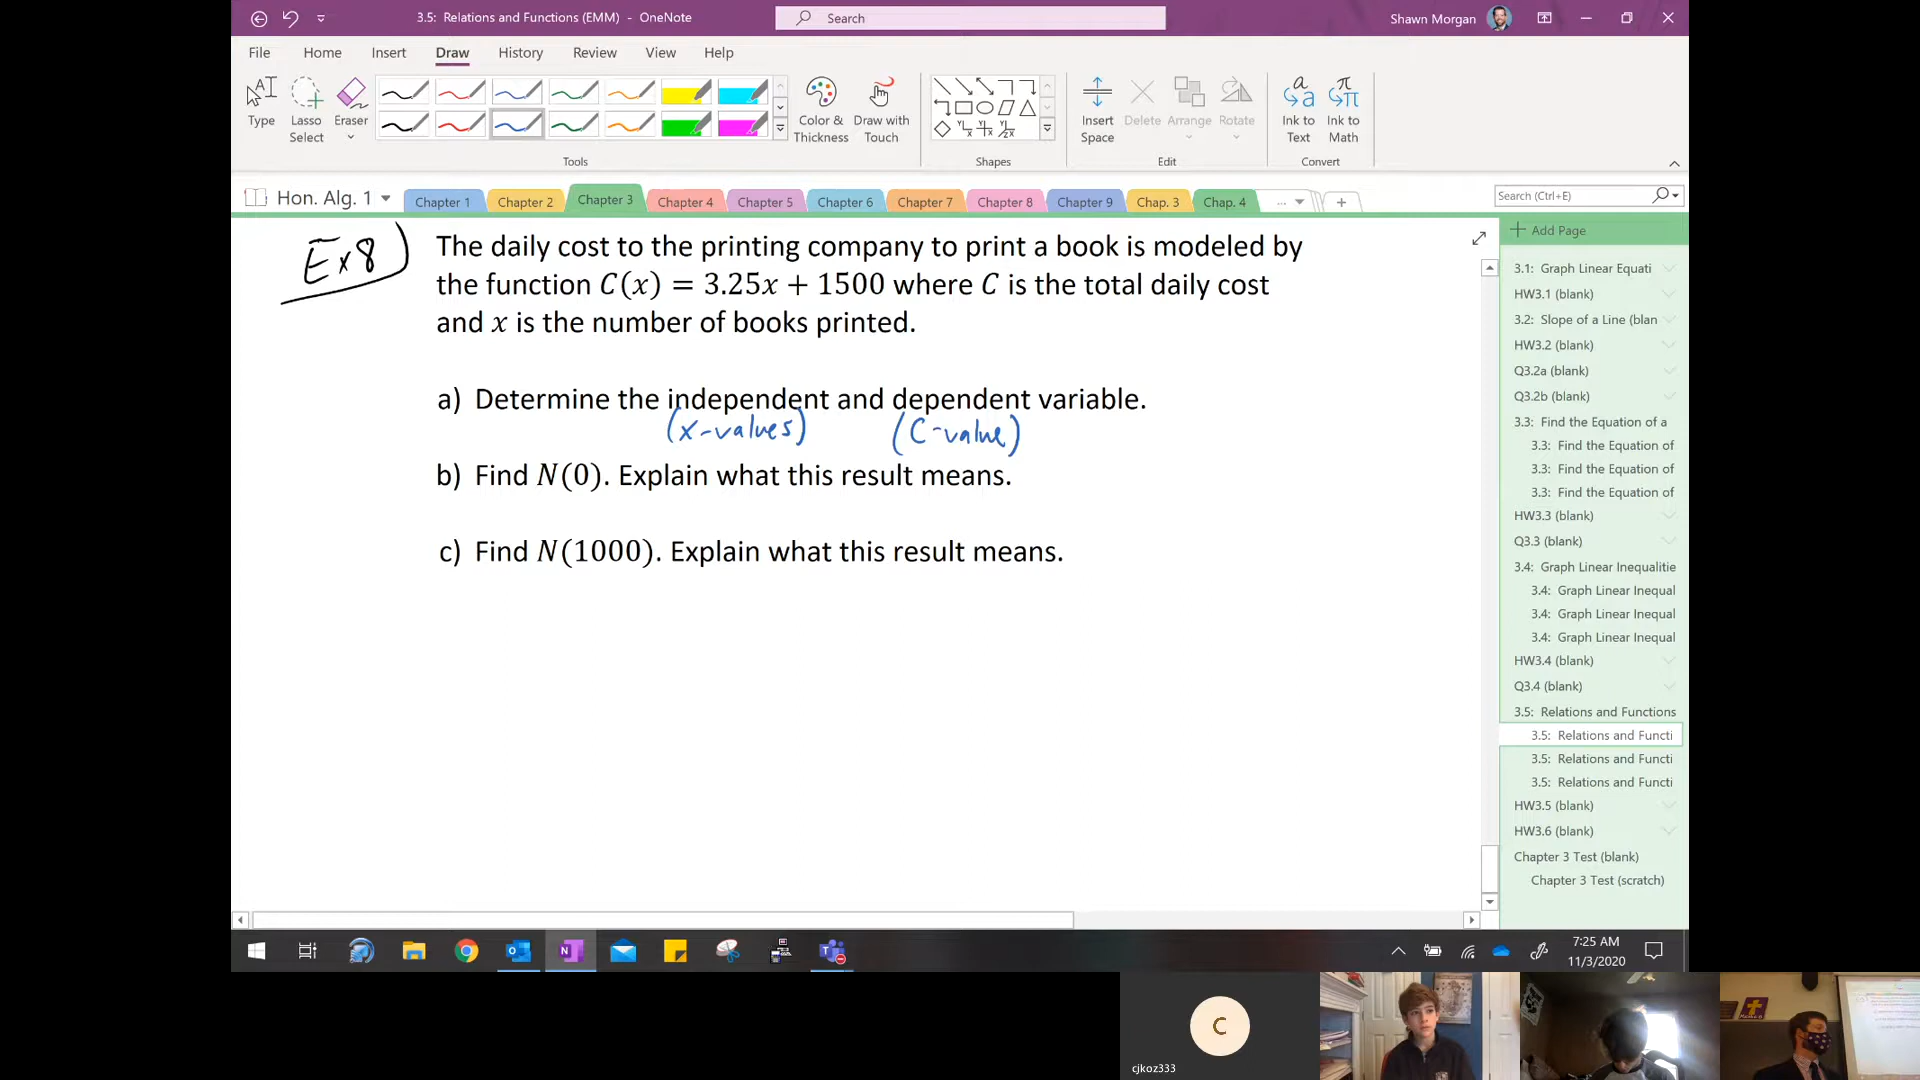 3.5: Relations and Functions (EMM) - OneNote
Search
Shawn Morgan
File Home Insert Draw History Review View Help
Type
Lasso Select
Eraser
Color & Thickness
Draw with Touch
Insert Space
Delete
Arrange
Rotate
Ink to Text
Ink to Math
Tools
Shapes
Edit
Convert
Hon. Alg. 1
Chapter 1 Chapter 2 Chapter 3 Chapter 4 Chapter 5 Chapter 6 Chapter 7 Chapter 8 Chapter 9 Chap. 3 Chap. 4 ...
Search (Ctrl+E)
Ex 8)
The daily cost to the printing company to print a book is modeled by
the function C(x) = 3.25x + 1500 where C is the total daily cost
and x is the number of books printed.
a) Determine the independent and dependent variable.
(x-values) (C-value)
b) Find N(0). Explain what this result means.
c) Find N(1000). Explain what this result means.
Add Page
3.1: Graph Linear Equati
HW3.1 (blank)
3.2: Slope of a Line (blan
HW3.2 (blank)
Q3.2a (blank)
Q3.2b (blank)
3.3: Find the Equation of a
3.3: Find the Equation of
3.3: Find the Equation of
3.3: Find the Equation of
HW3.3 (blank)
Q3.3 (blank)
3.4: Graph Linear Inequalitie
3.4: Graph Linear Inequal
3.4: Graph Linear Inequal
3.4: Graph Linear Inequal
HW3.4 (blank)
Q3.4 (blank)
3.5: Relations and Functions
3.5: Relations and Functi
3.5: Relations and Functi
3.5: Relations and Functi
HW3.5 (blank)
HW3.6 (blank)
Chapter 3 Test (blank)
Chapter 3 Test (scratch)
7:25 AM
11/3/2020
C
cjkoz333